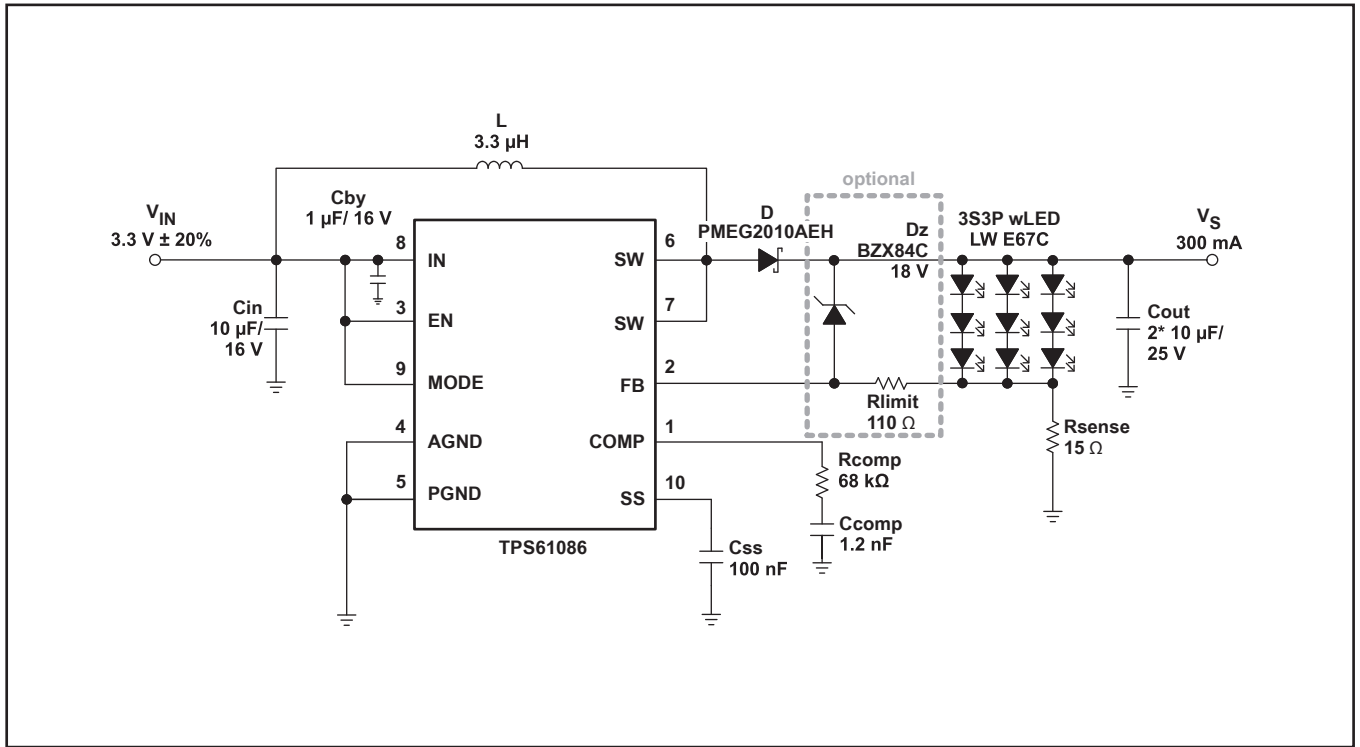 L
3.3 µH
optional
Cby
1 µF/ 16 V
D
PMEG2010AEH
Dz
BZX84C
18 V
3S3P wLED
LW E67C
VS
300 mA
VIN
3.3 V ± 20%
8
IN
6
SW
Cin
10 µF/
16 V
3
EN
7
SW
Cout
2* 10 µF/
25 V
9
MODE
2
FB
Rlimit
110 Ω
4
AGND
1
COMP
Rsense
15 Ω
Rcomp
68 kΩ
5
PGND
10
SS
Ccomp
1.2 nF
TPS61086
Css
100 nF